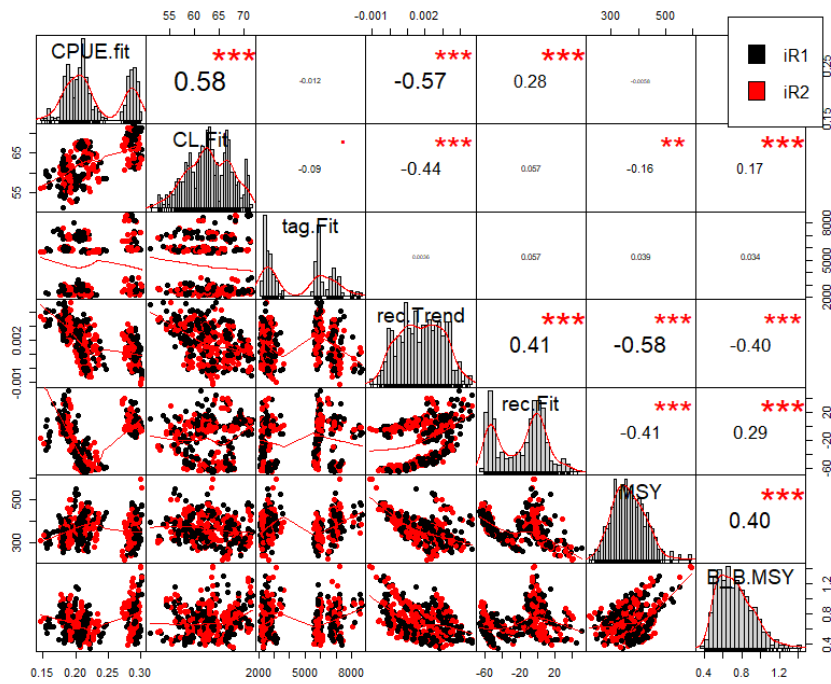 55 60 65 70 -0.001 0.002 300 500
CPUE.fit *** 0.58 -0.012 *** -0.57 *** 0.28 -0.0058 0.15 0.25
iR1
iR2
55 65 CL.Fit -0.09 *** -0.44 0.057 ** -0.16 *** 0.17
tag.Fit 0.0036 0.057 0.039 0.034 2000 5000 8000
-0.001 0.002 rec.Trend *** 0.41 *** -0.58 *** -0.40
rec.Fit *** -0.41 *** 0.29 -60 -20 20
300 500 MSY *** 0.40
B_B.MSY 0.4 0.8 1.2
0.15 0.20 0.25 0.30 2000 5000 8000 -60 -20 20 0.4 0.8 1.2